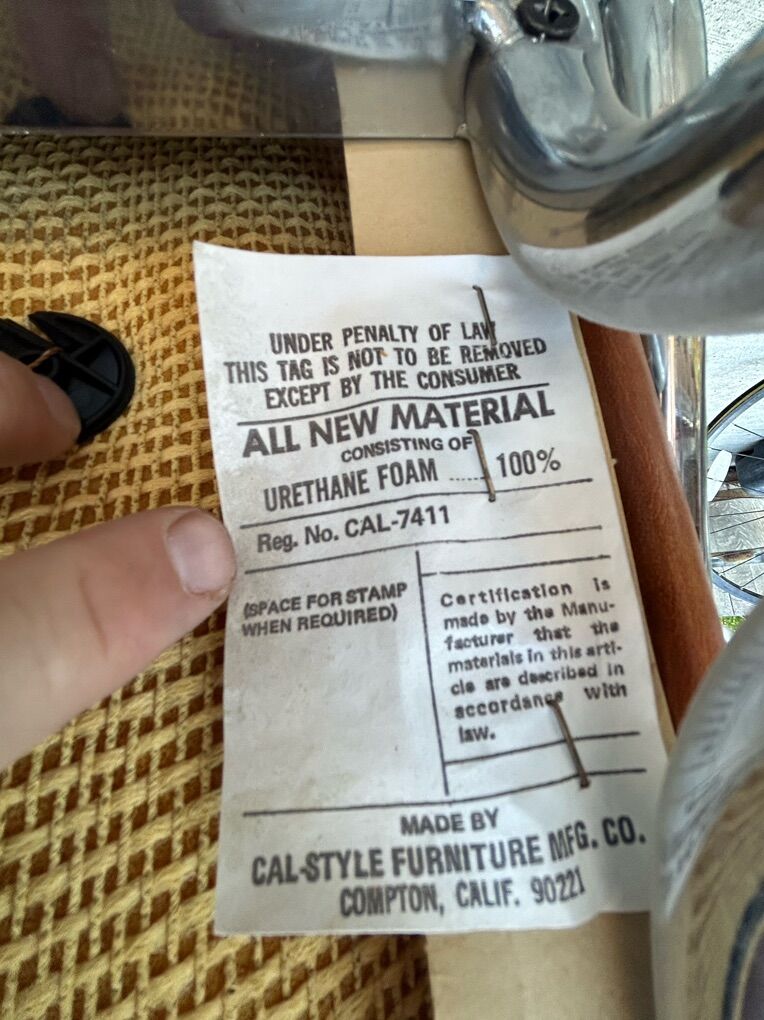 UNDER PENALTY OF LAW
THIS TAG IS NOT TO BE REMOVED
EXCEPT BY THE CONSUMER
ALL NEW MATERIAL
CONSISTING OF
URETHANE FOAM ...... 100%
Reg. No. CAL-7411
(SPACE FOR STAMP
WHEN REQUIRED)
Certification is
made by the Manu-
facturer that the
materials in this arti-
cle are described in
accordance with
law.
MADE BY
CAL-STYLE FURNITURE MFG. CO.
COMPTON, CALIF. 90221